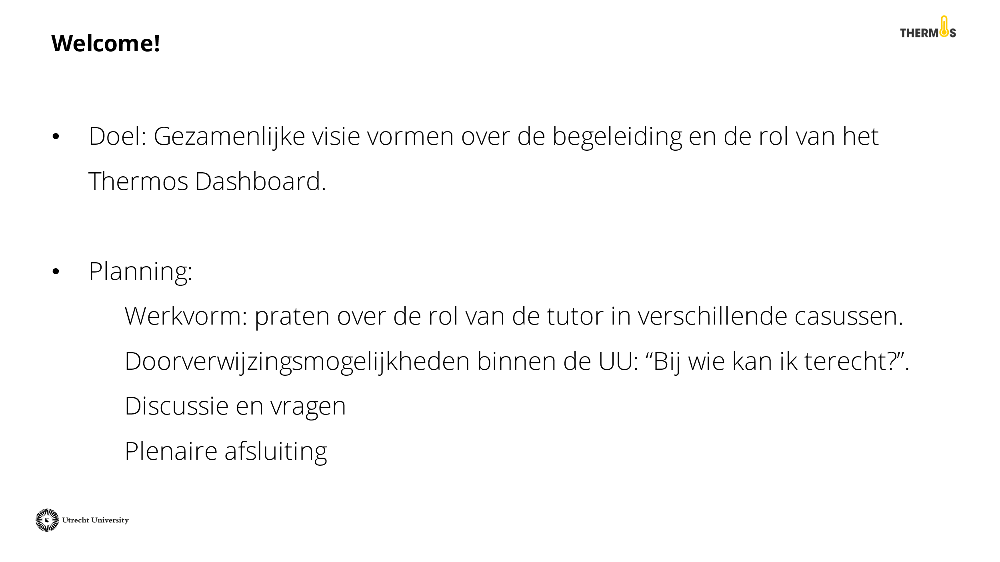 Welcome!
THERMOS
• Doel: Gezamenlijke visie vormen over de begeleiding en de rol van het
Thermos Dashboard.
• Planning:
Werkvorm: praten over de rol van de tutor in verschillende casussen.
Doorverwijzingsmogelijkheden binnen de UU: “Bij wie kan ik terecht?”.
Discussie en vragen
Plenaire afsluiting
Utrecht University